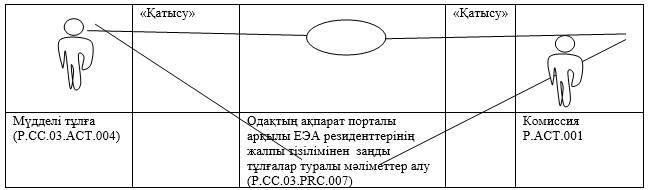 «Қатысу»
«Қатысу»
Мүдделі тұлға
(P.CC.03.ACT.004)
Одақтың ақпарат порталы
арқылы ЕЭА резиденттерінің
жалпы тізілімінен заңды
тұлғалар туралы мәліметтер алу
(P.CC.03.PRC.007)
Комиссия
P.ACT.001